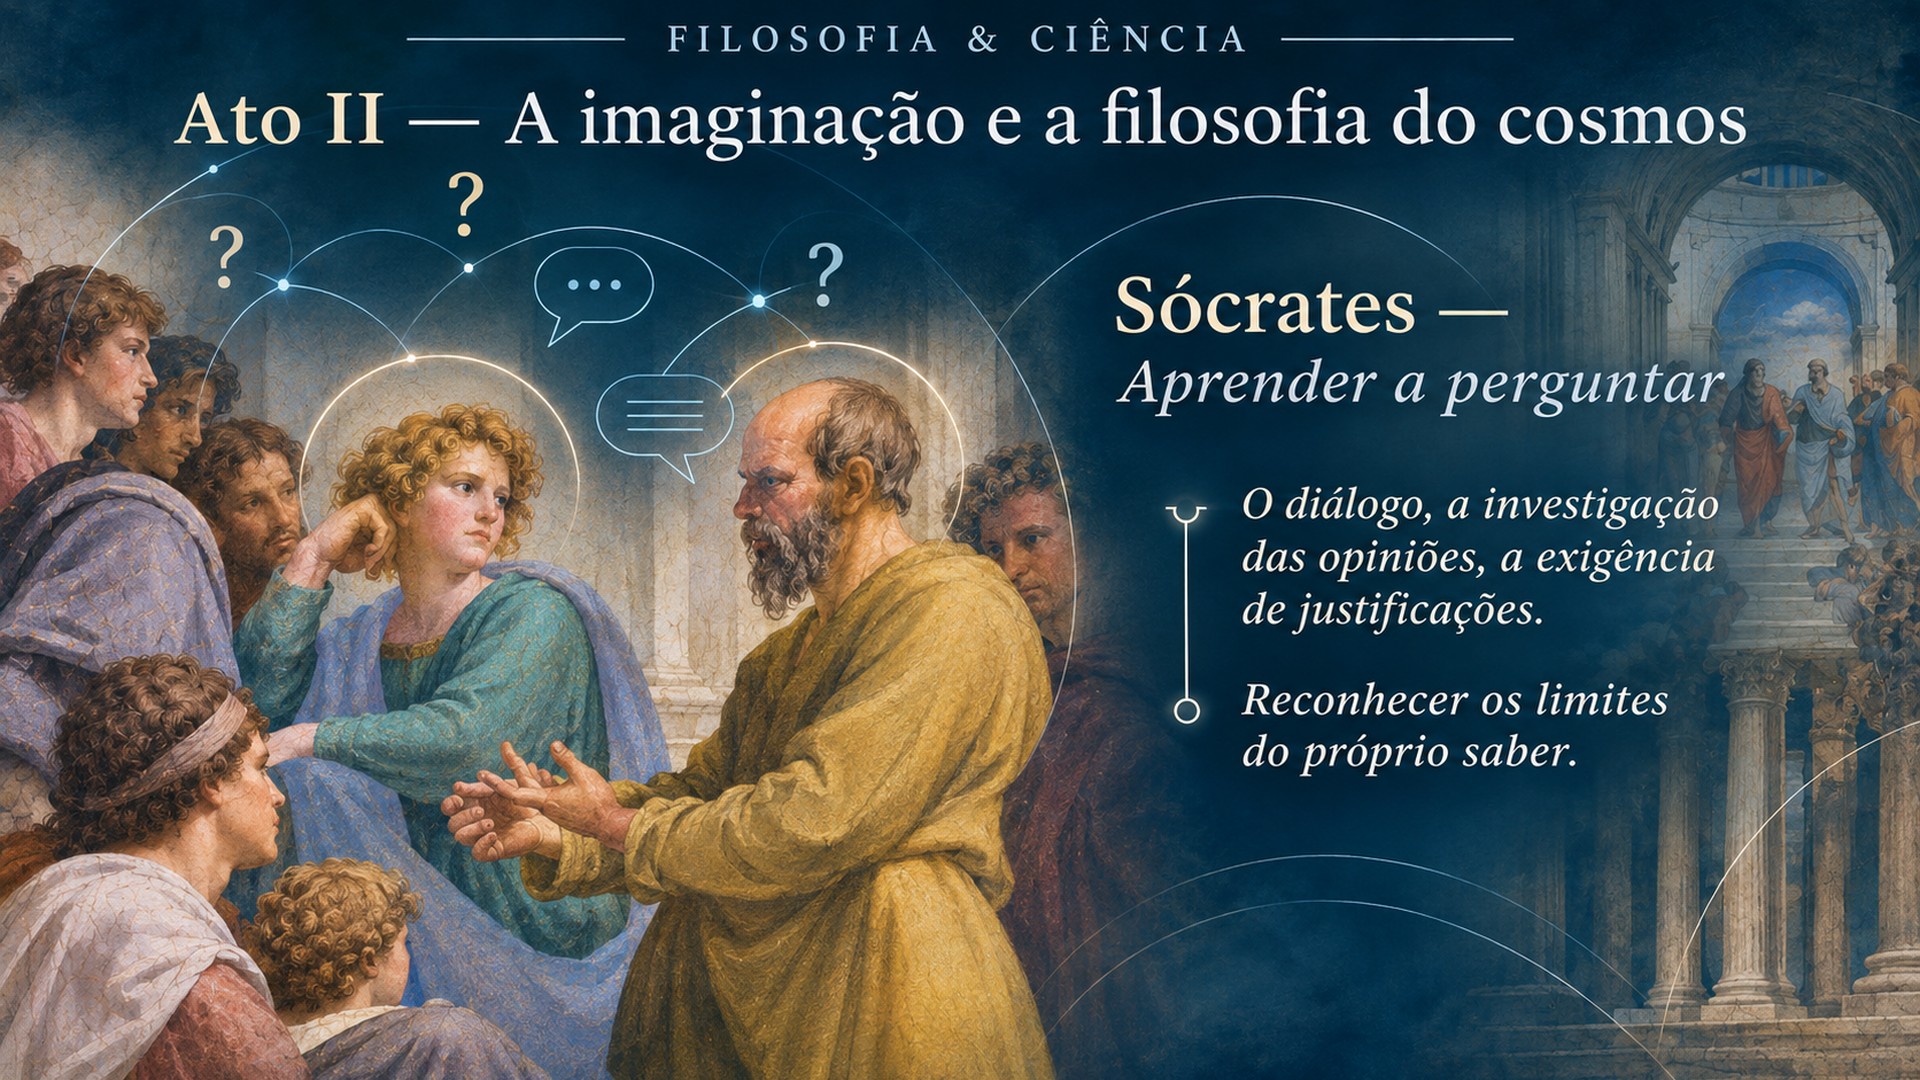 FILOSOFIA & CIÊNCIA
Ato II — A imaginação e a filosofia do cosmos
?
?
?
Sócrates —
Aprender a perguntar
O diálogo, a investigação
das opiniões, a exigência
de justificações.
Reconhecer os limites
do próprio saber.